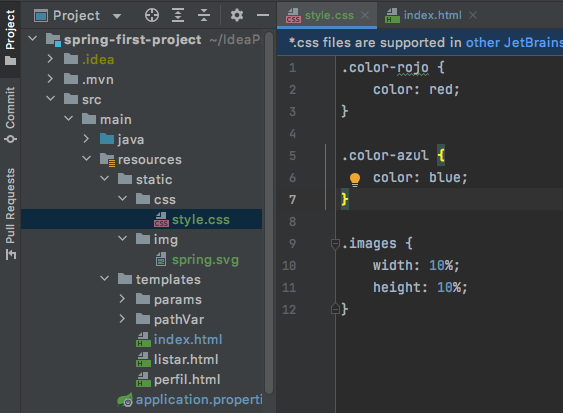 Project
Commit
Pull Requests
Project
spring-first-project ~/IdeaP
.idea
.mvn
src
main
java
resources
static
css
style.css
img
spring.svg
templates
params
pathVar
index.html
listar.html
perfil.html
application.properti
style.css
index.html
*.css files are supported in other JetBrains
1 .color-rojo {
2 color: red;
3 }
4
5 .color-azul {
6 color: blue;
7 }
8
9 .images {
10 width: 10%;
11 height: 10%;
12 }